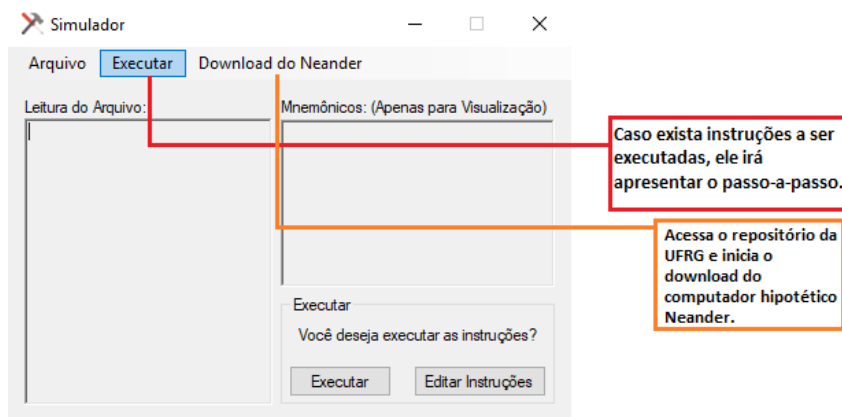 Simulador
Arquivo Executar Download do Neander
Leitura do Arquivo:
Mnemônicos: (Apenas para Visualização)
Caso exista instruções a ser
executadas, ele irá
apresentar o passo-a-passo.
Acessa o repositório da
UFRG e inicia o
download do
computador hipotético
Neander.
Executar
Você deseja executar as instruções?
Executar Editar Instruções